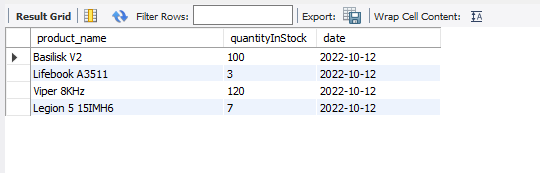 Result Grid Filter Rows: Export: Wrap Cell Content:
product_name quantityInStock date
Basilisk V2 100 2022-10-12
Lifebook A3511 3 2022-10-12
Viper 8KHz 120 2022-10-12
Legion 5 15IMH6 7 2022-10-12